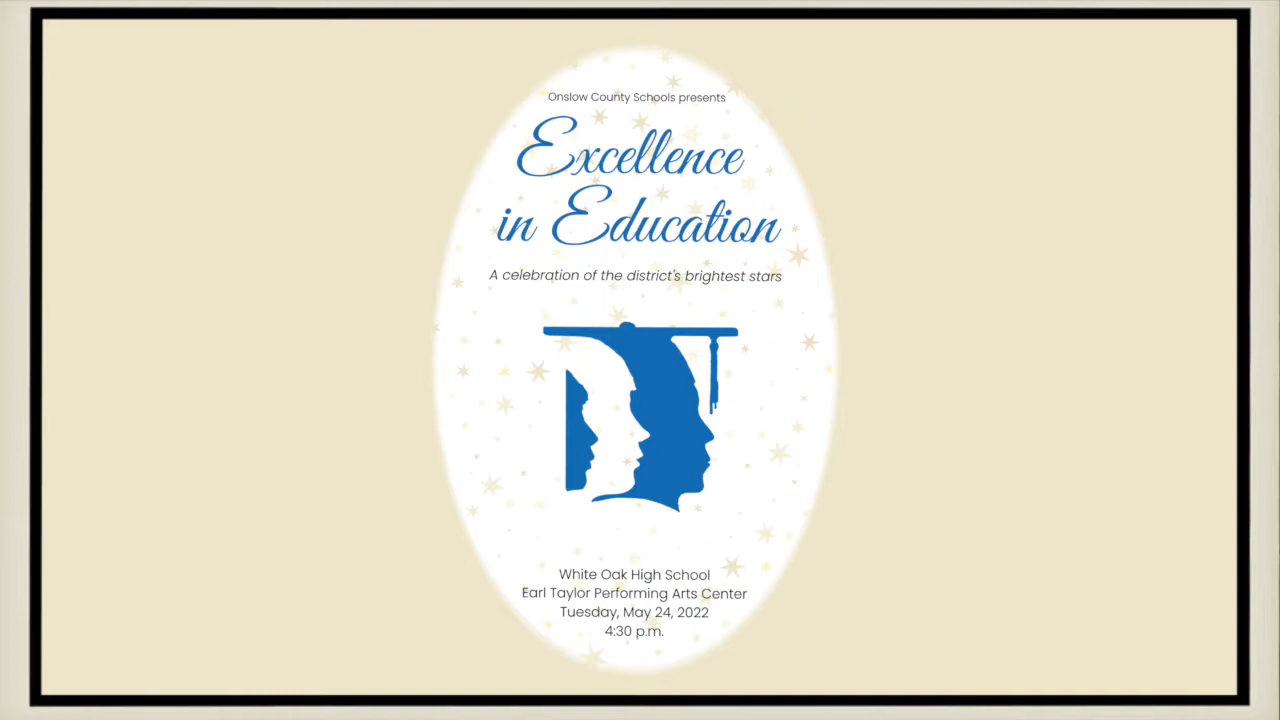 Onslow County Schools presents
Excellence
in Education
A celebration of the district's brightest stars
White Oak High School
Earl Taylor Performing Arts Center
Tuesday, May 24, 2022
4:30 p.m.